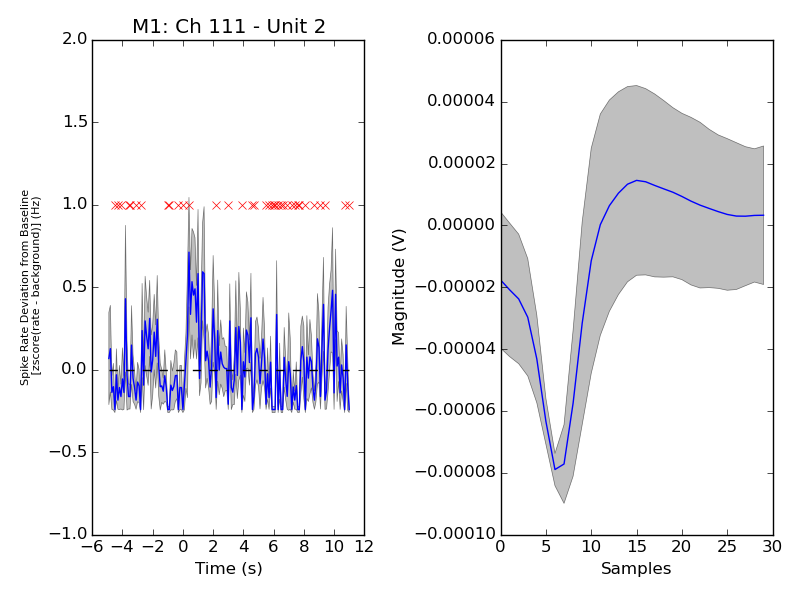 M1: Ch 111 - Unit 2
2.0
1.5
1.0
0.5
0.0
−0.5
−1.0
−6 −4 −2 0 2 4 6 8 10 12
Time (s)
Spike Rate Deviation from Baseline
[zscore(rate - background)] (Hz)
0.00006
0.00004
0.00002
0.00000
−0.00002
−0.00004
−0.00006
−0.00008
−0.00010
0 5 10 15 20 25 30
Samples
Magnitude (V)